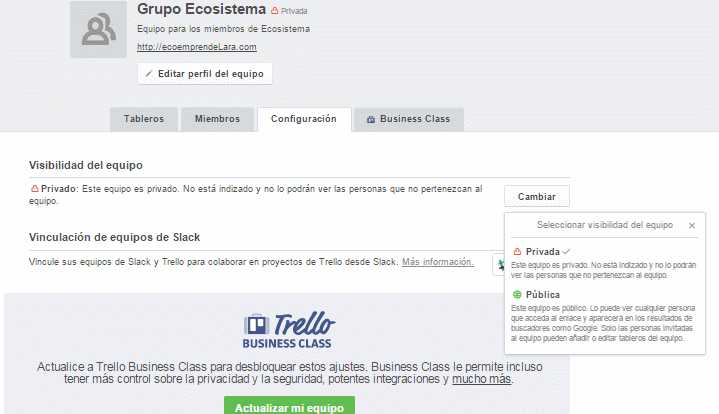 Grupo Ecosistema Privada
Equipo para los miembros de Ecosistema
http://ecoemprendeLara.com
Editar perfil del equipo
Tableros Miembros Configuración Business Class
Visibilidad del equipo
Privado: Este equipo es privado. No está indizado y no lo podrán ver las personas que no pertenezcan al
equipo.
Cambiar
Seleccionar visibilidad del equipo
Privada
Este equipo es privado. No está indizado y no lo podrán
ver las personas que no pertenezcan al equipo.
Pública
Este equipo es público. Lo puede ver cualquier persona
que acceda al enlace y aparecerá en los resultados de
buscadores como Google. Solo las personas invitadas
al equipo pueden añadir o editar tableros del equipo.
Vinculación de equipos de Slack
Vincule sus equipos de Slack y Trello para colaborar en proyectos de Trello desde Slack. Más información.
Trello
BUSINESS CLASS
Actualice a Trello Business Class para desbloquear estos ajustes. Business Class le permite incluso
tener más control sobre la privacidad y la seguridad, potentes integraciones y mucho más.
Actualizar mi equipo